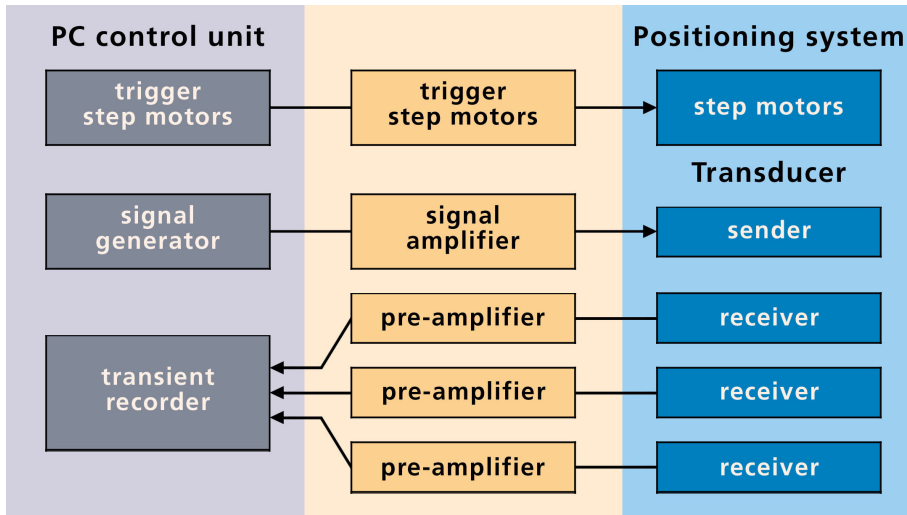 PC control unit
Positioning system
trigger
step motors
trigger
step motors
step motors
Transducer
signal
generator
signal
amplifier
sender
pre-amplifier
receiver
transient
recorder
pre-amplifier
receiver
pre-amplifier
receiver